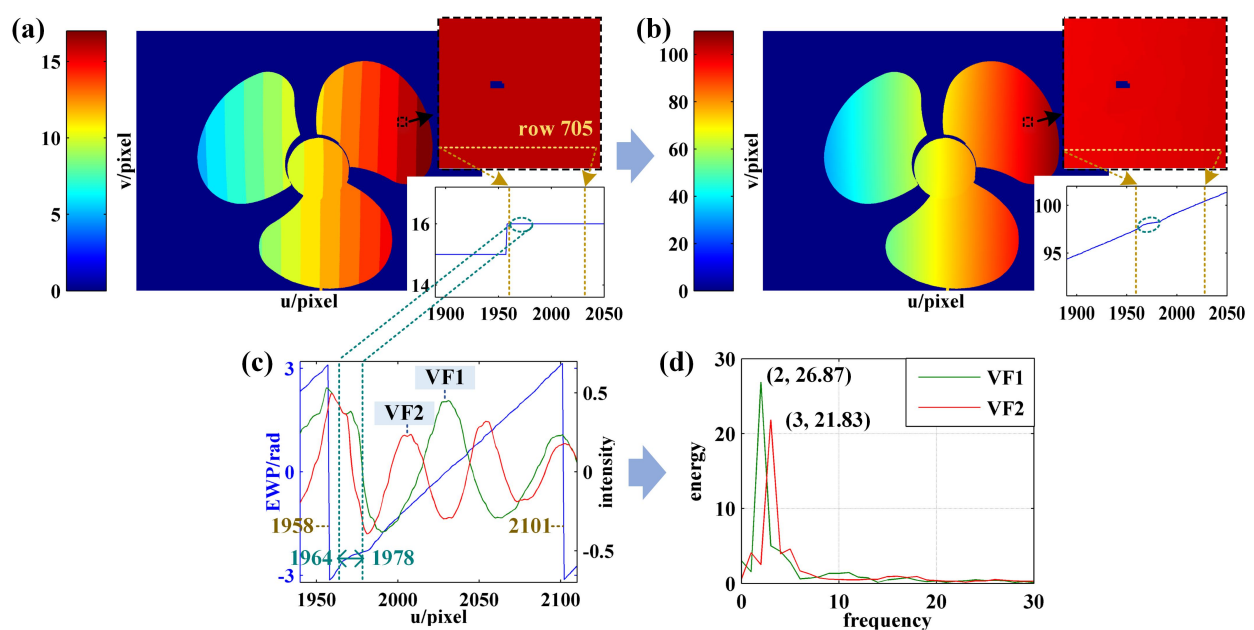 (a)
15
10
5
0
v/pixel
u/pixel
row 705
16
14
1900
1950
2000
2050
(b)
100
80
60
40
20
0
v/pixel
u/pixel
100
95
1900
1950
2000
2050
(c)
3
0
-3
EWP/rad
VF1
VF2
1958
1964
1978
2101
0.5
0
-0.5
intensity
1950
2000
2050
2100
u/pixel
(d)
30
20
10
0
energy
(2, 26.87)
(3, 21.83)
VF1
VF2
0
10
20
30
frequency